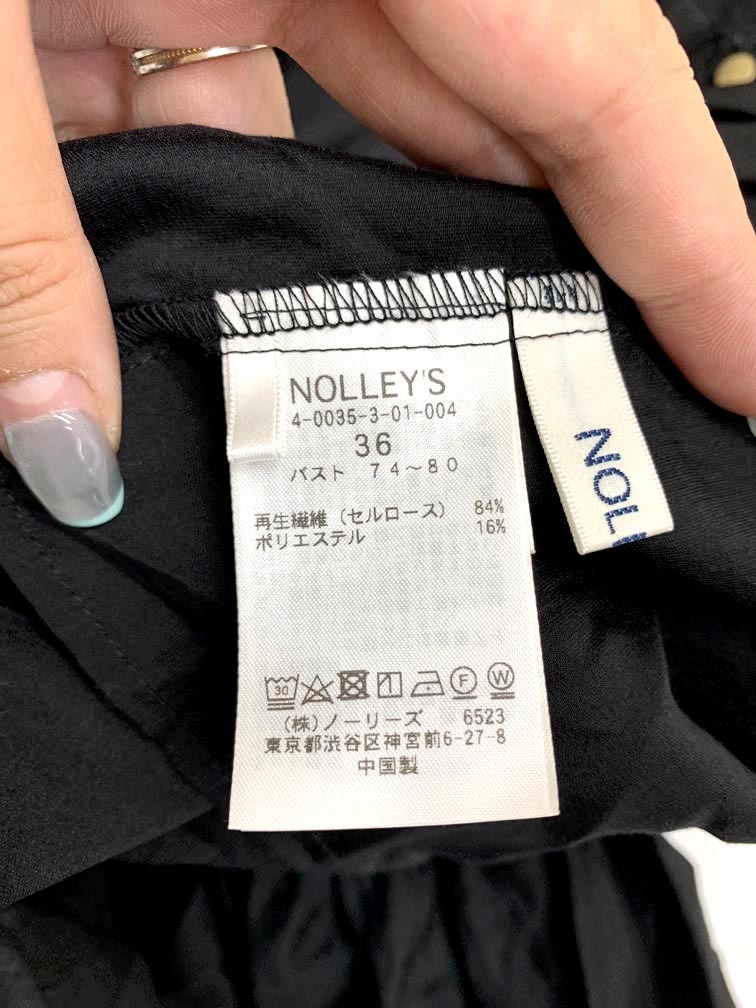 NOLLEY'S
4-0035-3-01-004
36
バスト 74～80
再生繊維（セルロース） 84%
ポリエステル 16%
30
F
W
(株)ノーリーズ 6523
東京都渋谷区神宮前6-27-8
中国製